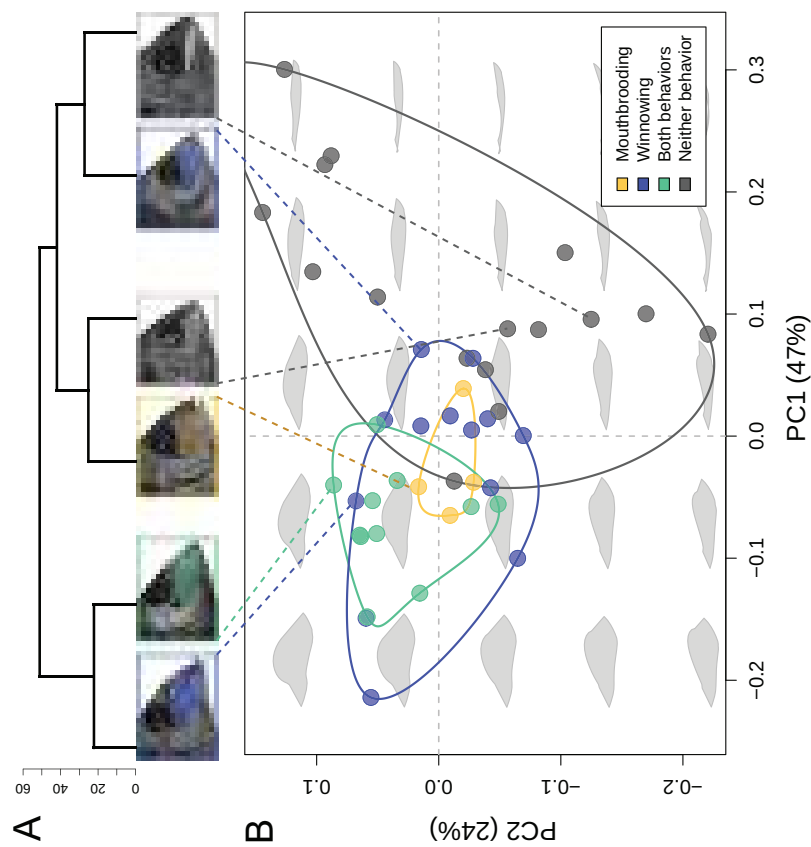 A
60
40
20
0
B
0.1
0.0
−0.1
−0.2
PC2 (24%)
−0.2
−0.1
0.0
0.1
0.2
0.3
PC1 (47%)
Mouthbrooding
Winnowing
Both behaviors
Neither behavior